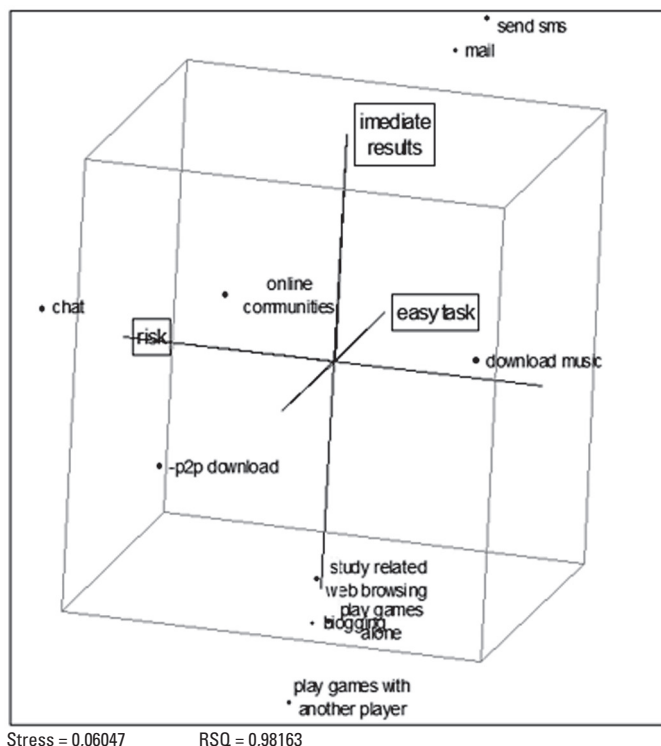 send sms
mail
imediate
results
online
communities
chat
easy task
risk
download music
-p2p download
study related
web browsing
play games
blogging
alone
play games with
another player
Stress = 0.06047 RSQ = 0.98163